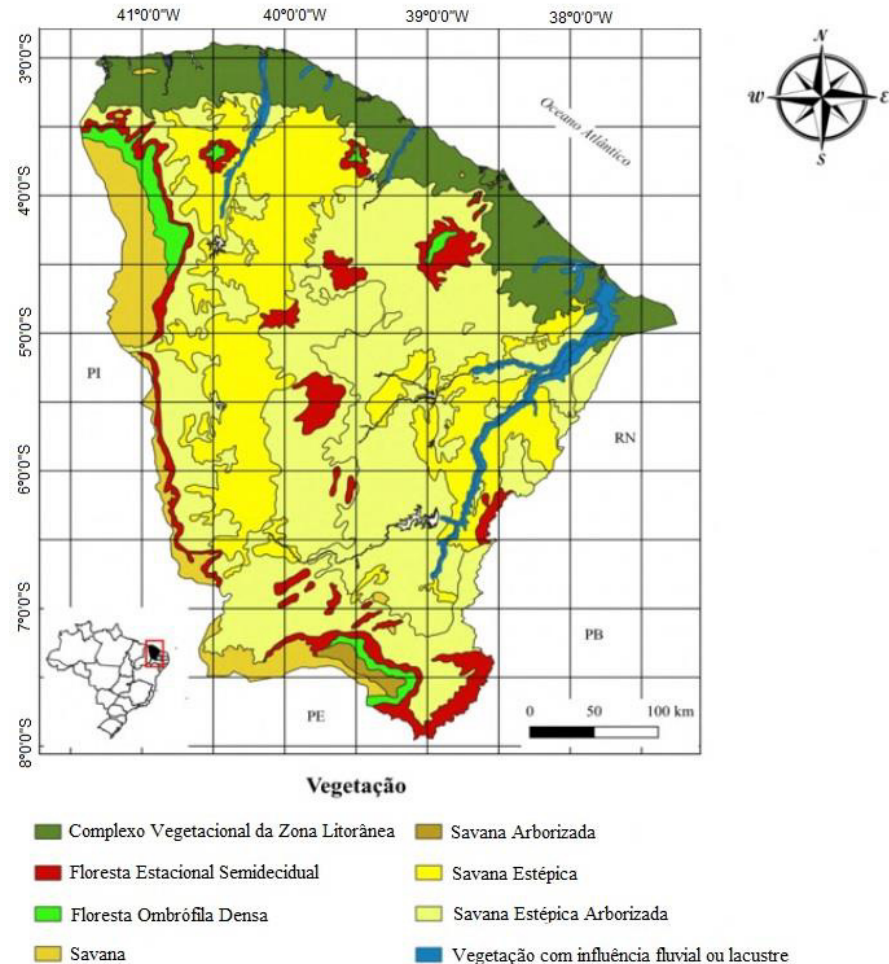 41°0'0"W 40°0'0"W 39°0'0"W 38°0'0"W
3°0'0"S
4°0'0"S
5°0'0"S
6°0'0"S
7°0'0"S
8°0'0"S
N
W E
S
Oceano Atlântico
PI
RN
PB
PE
0 50 100 km
Vegetação
Complexo Vegetacional da Zona Litorânea
Floresta Estacional Semidecidual
Floresta Ombrófila Densa
Savana
Savana Arborizada
Savana Estépica
Savana Estépica Arborizada
Vegetação com influência fluvial ou lacustre